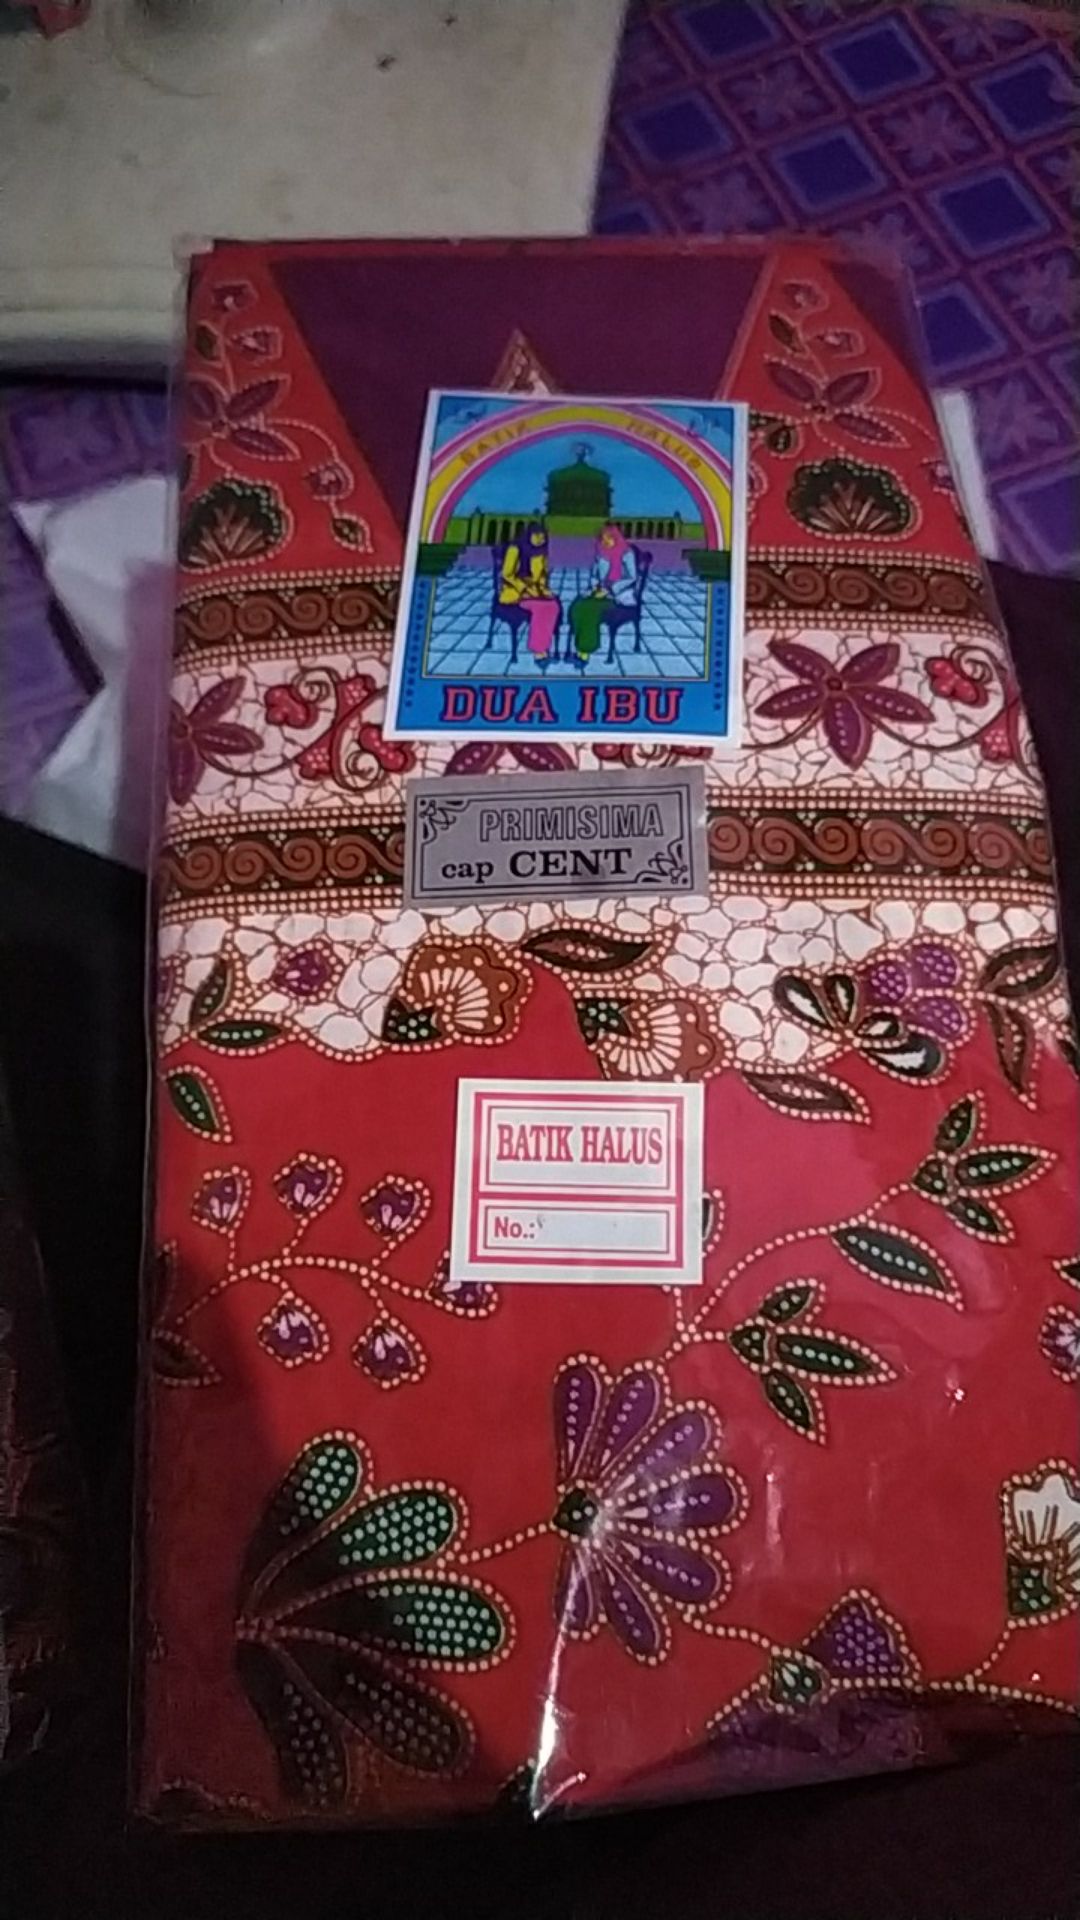 BATIK HALUS
DUA IBU
PRIMISIMA
cap CENT
BATIK HALUS
No.: